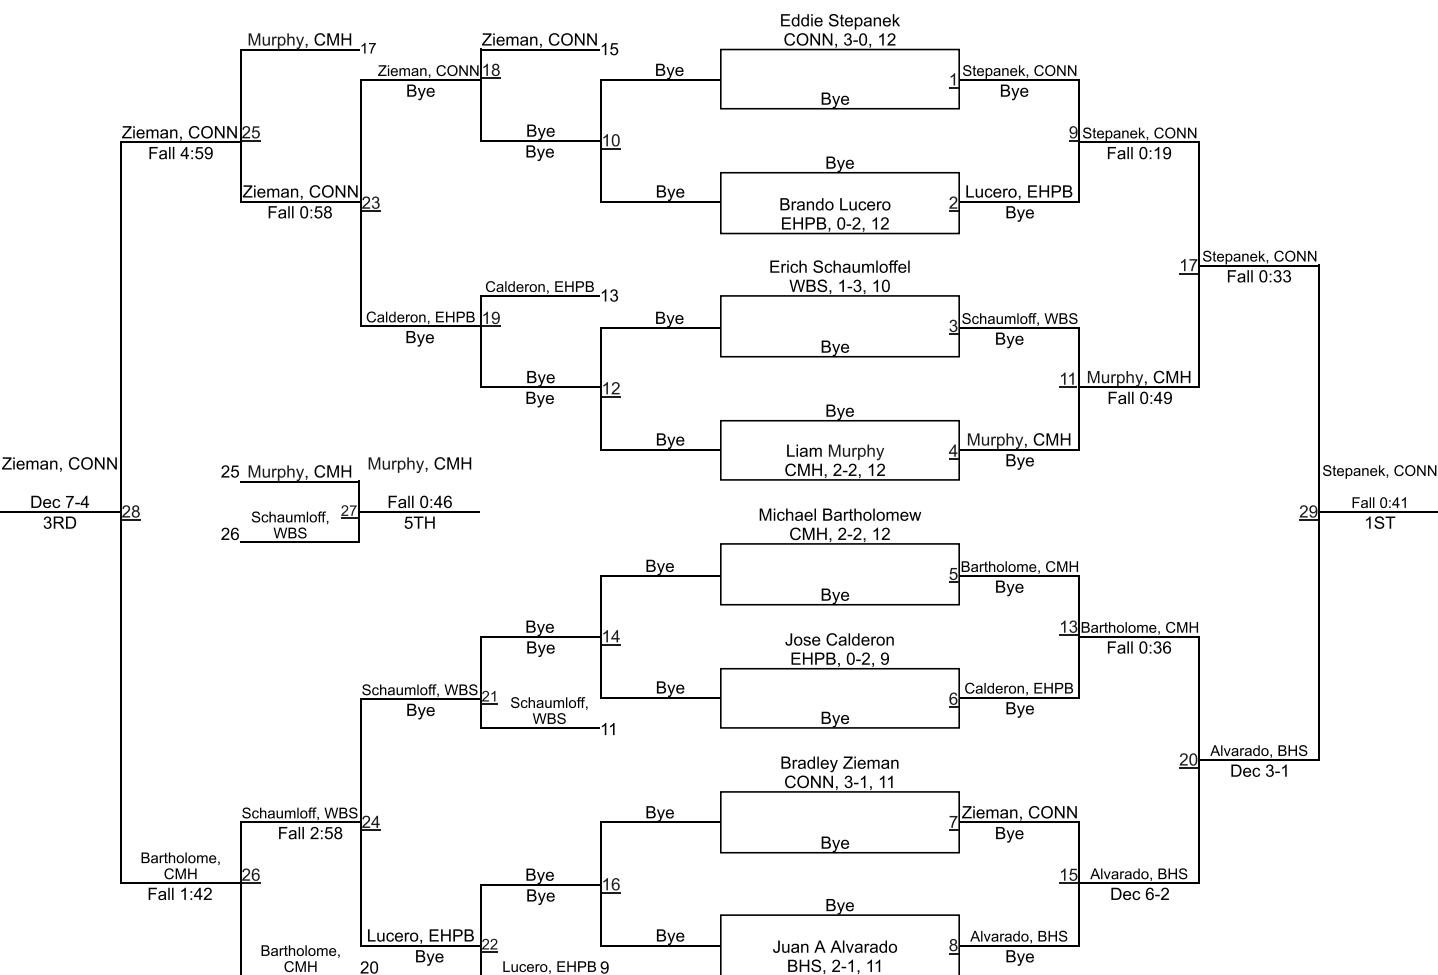 Eddie Stepanek
CONN, 3-0, 12
Murphy, CMH
17
Zieman, CONN
15
Zieman, CONN
18
Bye
Bye
1
Stepanek, CONN
Bye
Bye
Zieman, CONN
25
Fall 4:59
Bye
Bye
10
9
Stepanek, CONN
Fall 0:19
Bye
Zieman, CONN
Fall 0:58
23
Bye
Brando Lucero
EHPB, 0-2, 12
2
Lucero, EHPB
Bye
Erich Schaumloffel
WBS, 1-3, 10
17
Stepanek, CONN
Fall 0:33
Calderon, EHPB
13
Calderon, EHPB
19
Bye
Bye
3
Schaumloff, WBS
Bye
Bye
Bye
Bye
12
11
Murphy, CMH
Fall 0:49
Bye
Bye
Liam Murphy
CMH, 2-2, 12
4
Murphy, CMH
Bye
Zieman, CONN
Dec 7-4
3RD
28
25
Murphy, CMH
Murphy, CMH
26
Schaumloff,
WBS
27
Fall 0:46
5TH
Stepanek, CONN
29
Fall 0:41
1ST
Michael Bartholomew
CMH, 2-2, 12
Bye
5
Bartholome, CMH
Bye
Bye
Bye
Bye
14
13
Bartholome, CMH
Fall 0:36
Jose Calderon
EHPB, 0-2, 9
Schaumloff, WBS
21
Bye
Schaumloff,
WBS
11
Bye
6
Calderon, EHPB
Bye
Bye
Bradley Zieman
CONN, 3-1, 11
20
Alvarado, BHS
Dec 3-1
Schaumloff, WBS
24
Fall 2:58
Bye
7
Zieman, CONN
Bye
Bye
Bartholome,
CMH
26
Fall 1:42
Bye
Bye
16
15
Alvarado, BHS
Dec 6-2
Bye
Lucero, EHPB
22
Bye
Bye
Juan A Alvarado
BHS, 2-1, 11
8
Alvarado, BHS
Bye
Bartholome,
CMH
20
Lucero, EHPB
9